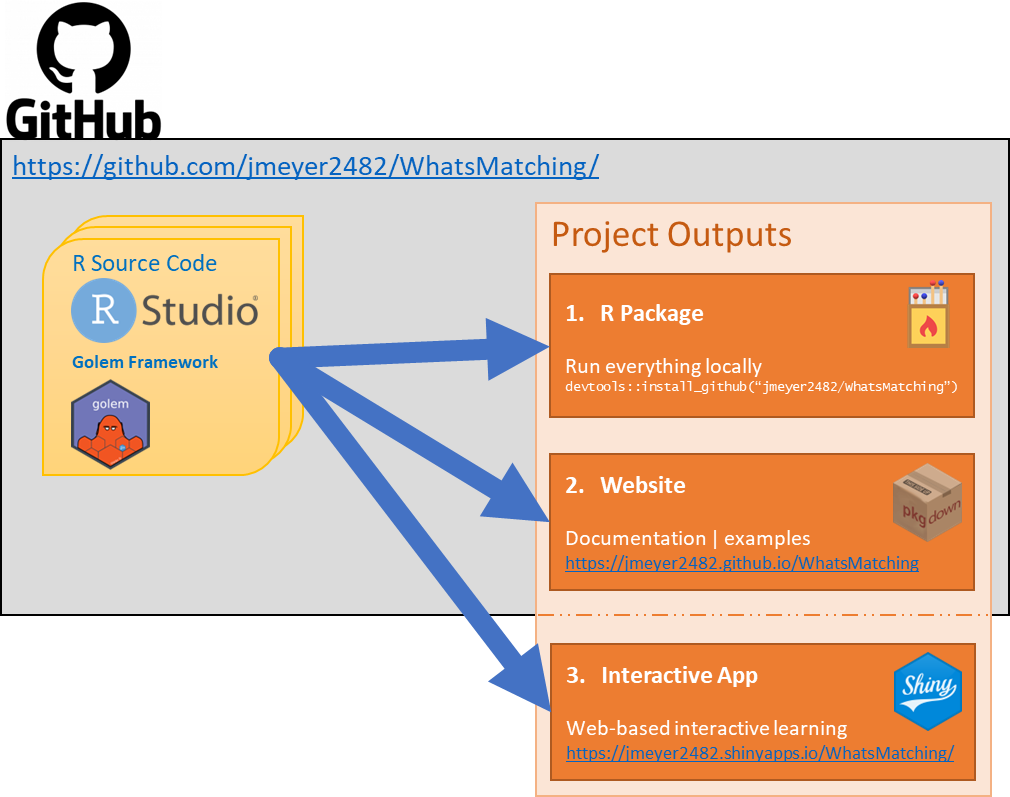 GitHub
https://github.com/jmeyer2482/WhatsMatching/
R Source Code
R Studio®
Golem Framework
golem
Project Outputs
1. R Package
Run everything locally
devtools::install_github(“jmeyer2482/WhatsMatching”)
2. Website
pkgdown
Documentation | examples
https://jmeyer2482.github.io/WhatsMatching
3. Interactive App
Shiny
Web-based interactive learning
https://jmeyer2482.shinyapps.io/WhatsMatching/